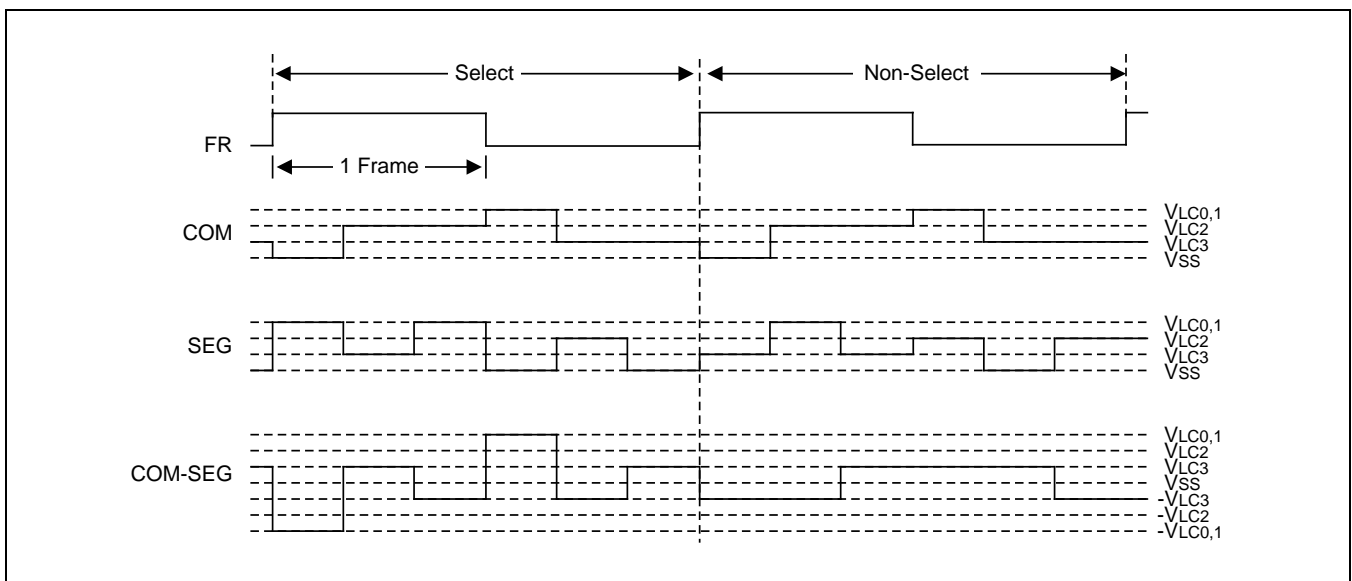 Select
Non-Select
FR
1 Frame
COM
VLC0,1
VLC2
VLC3
VSS
SEG
VLC0,1
VLC2
VLC3
VSS
COM-SEG
VLC0,1
VLC2
VLC3
VSS
-VLC3
-VLC2
-VLC0,1